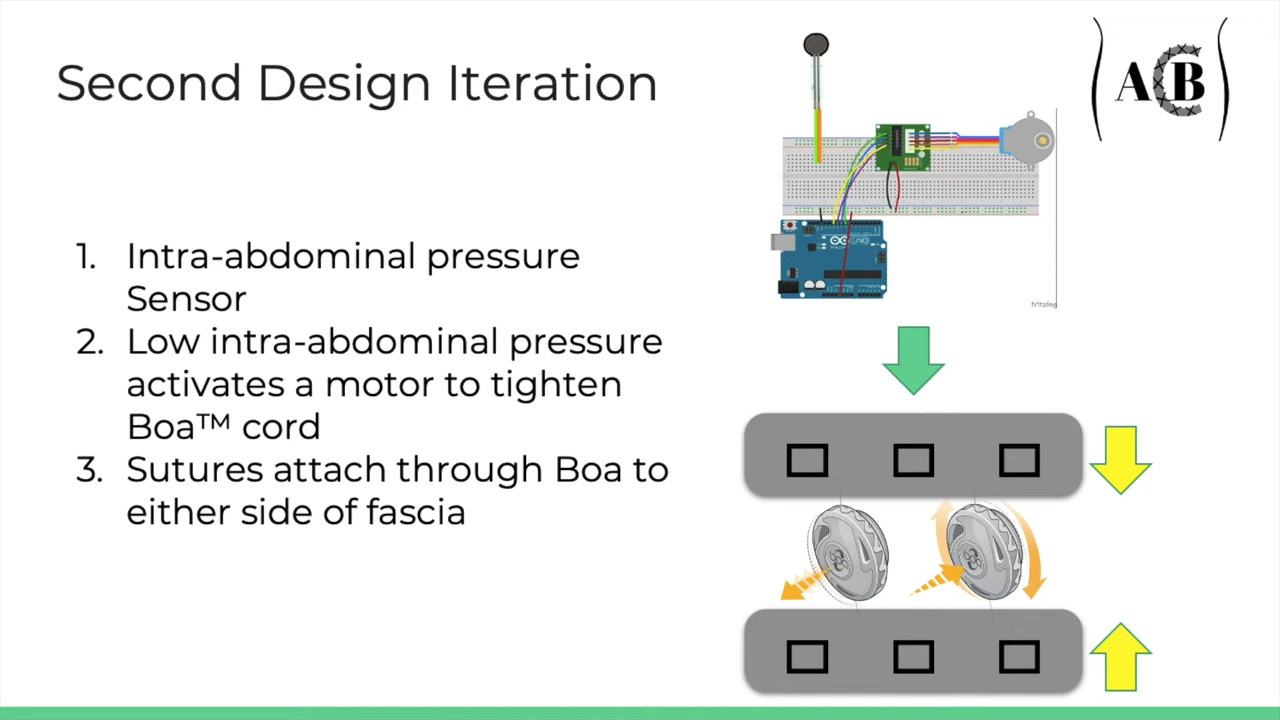 Second Design Iteration
ACB
1. Intra-abdominal pressure
Sensor
2. Low intra-abdominal pressure
activates a motor to tighten
Boa™ cord
3. Sutures attach through Boa to
either side of fascia
UNO
fritzing